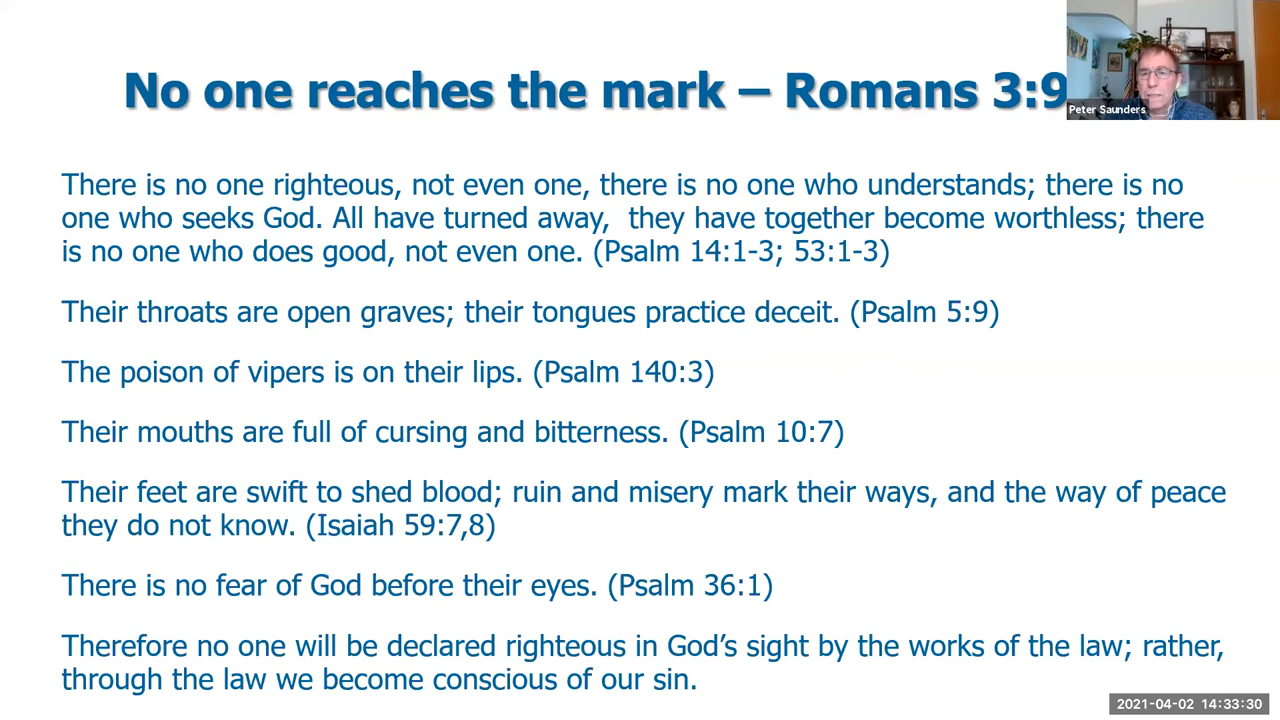 No one reaches the mark – Romans 3:9
Peter Saunders
There is no one righteous, not even one, there is no one who understands; there is no
one who seeks God. All have turned away,  they have together become worthless; there
is no one who does good, not even one. (Psalm 14:1-3; 53:1-3)
Their throats are open graves; their tongues practice deceit. (Psalm 5:9)
The poison of vipers is on their lips. (Psalm 140:3)
Their mouths are full of cursing and bitterness. (Psalm 10:7)
Their feet are swift to shed blood; ruin and misery mark their ways, and the way of peace
they do not know. (Isaiah 59:7,8)
There is no fear of God before their eyes. (Psalm 36:1)
Therefore no one will be declared righteous in God’s sight by the works of the law; rather,
through the law we become conscious of our sin.
2021-04-02 14:33:30